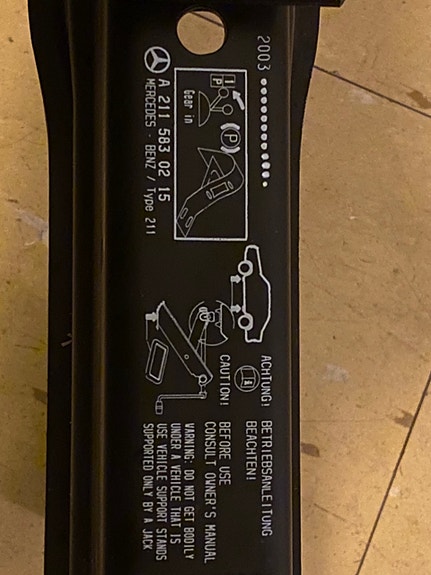 2003
P
1
P
Gear in
A 211 583 02 15
MERCEDES - BENZ / Type 211
ACHTUNG! BETRIEBSANLEITUNG
BEACHTEN!
CAUTION! BEFORE USE
CONSULT OWNER'S MANUAL
WARNING: DO NOT GET BODILY
UNDER A VEHICLE THAT IS
USE VEHICLE SUPPORT STANDS
SUPPORTED ONLY BY A JACK